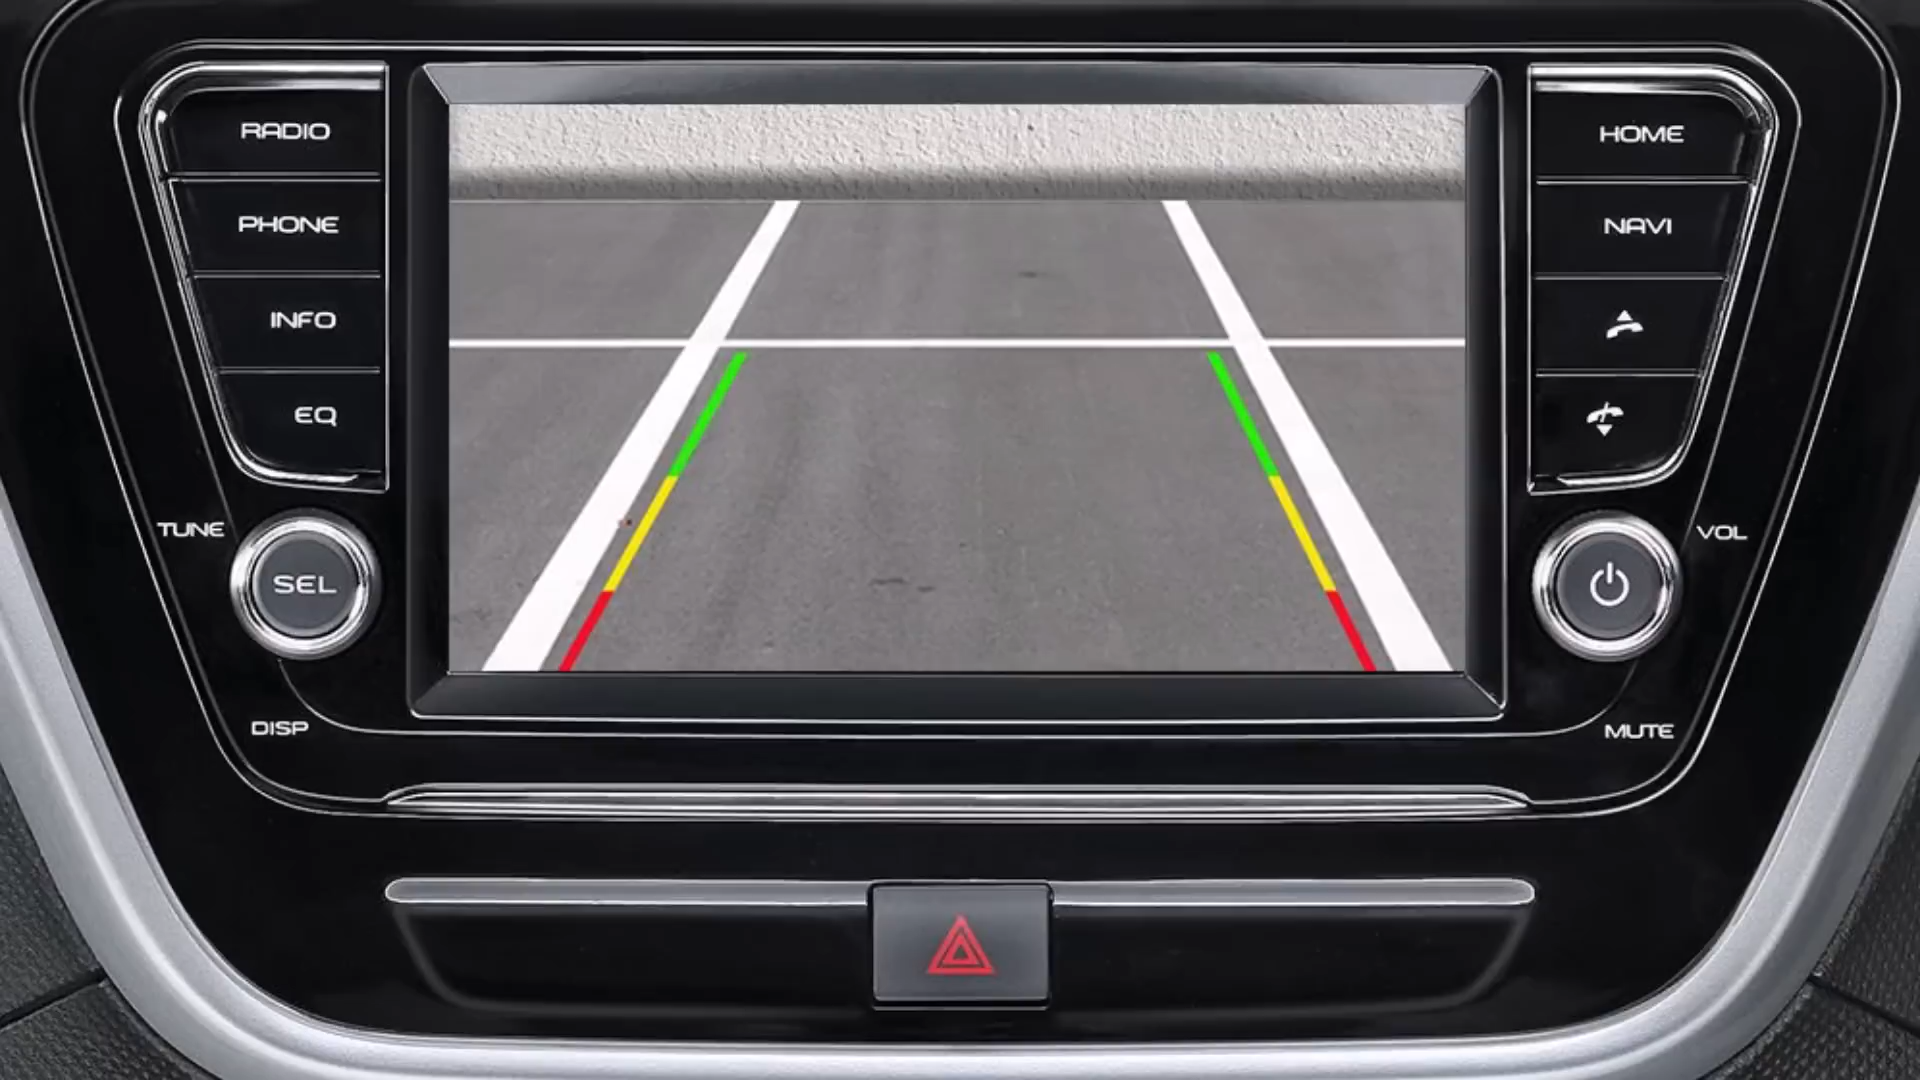 RADIO
PHONE
INFO
EQ
TUNE
SEL
DISP
HOME
NAVI
VOL
MUTE